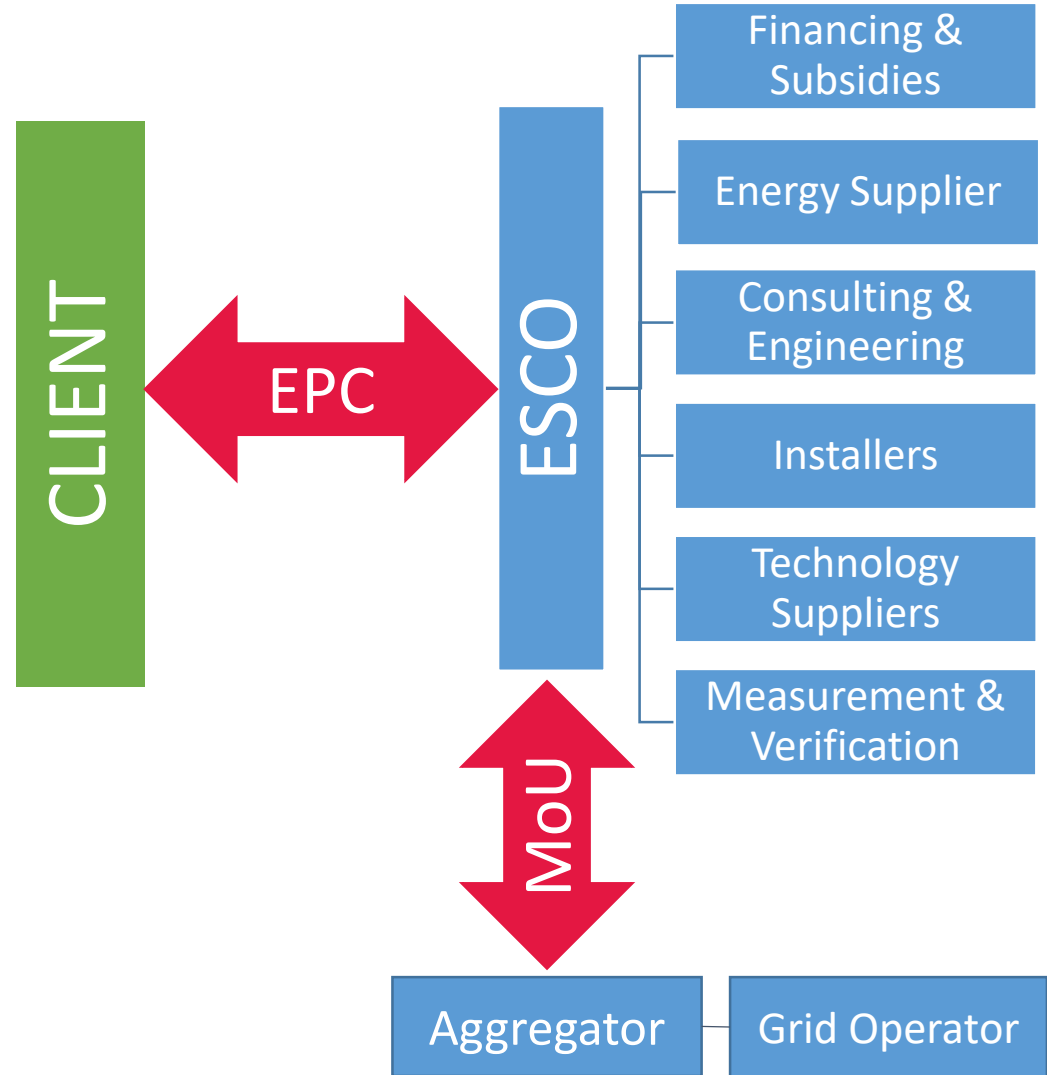 CLIENT
EPC
ESCO
Financing &
Subsidies
Energy Supplier
Consulting &
Engineering
Installers
Technology
Suppliers
Measurement &
Verification
MoU
Aggregator
Grid Operator